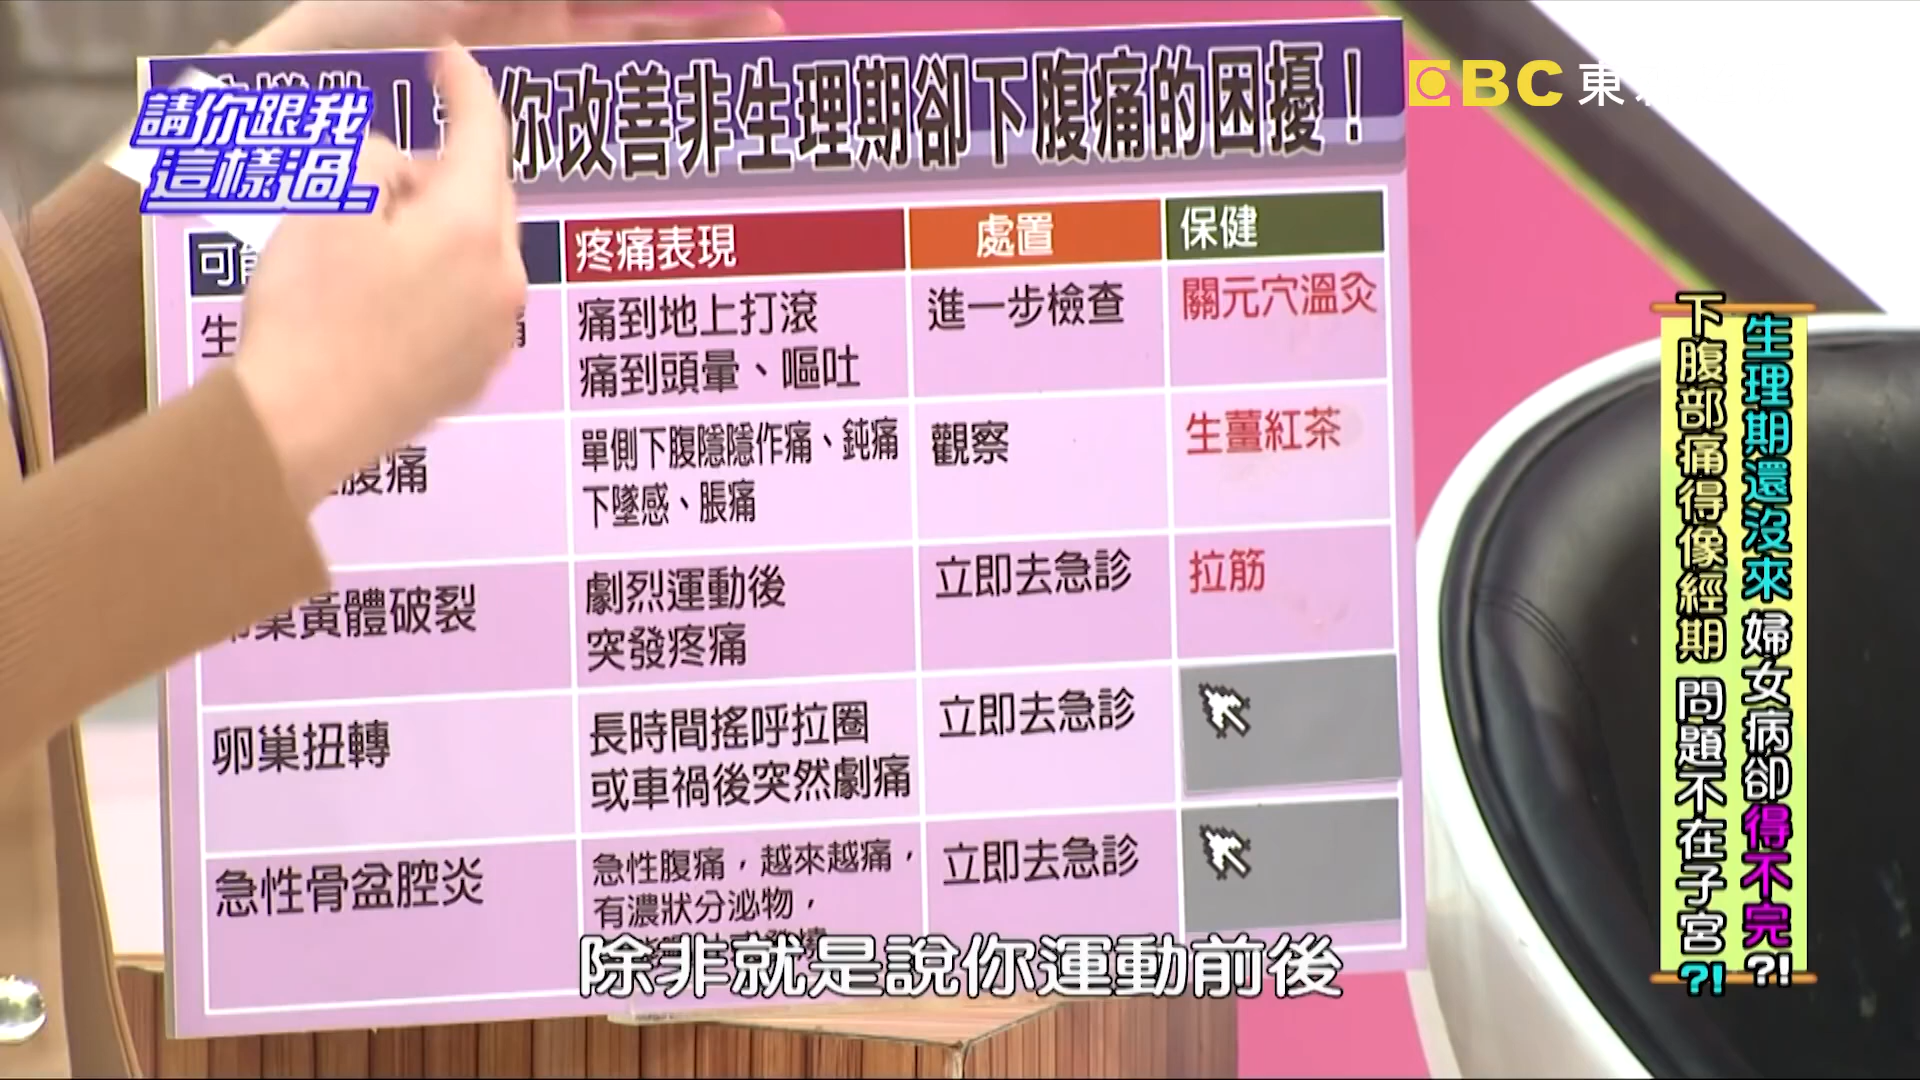 請你跟我
這樣過
EBC 東
你改善非生理期卻下腹痛的困擾！
疼痛表現
處置
保健
痛到地上打滾
痛到頭暈、嘔吐
進一步檢查
關元穴溫灸
腹痛
單側下腹隱隱作痛、鈍痛
下墜感、脹痛
觀察
生薑紅茶
巢黃體破裂
劇烈運動後
突發疼痛
立即去急診
拉筋
卵巢扭轉
長時間搖呼拉圈
或車禍後突然劇痛
立即去急診
急性骨盆腔炎
急性腹痛，越來越痛，
有濃狀分泌物，
立即去急診
生理期還沒來 婦女病卻得不完?!
下腹部痛得像經期 問題不在子宮?!
除非就是說你運動前後